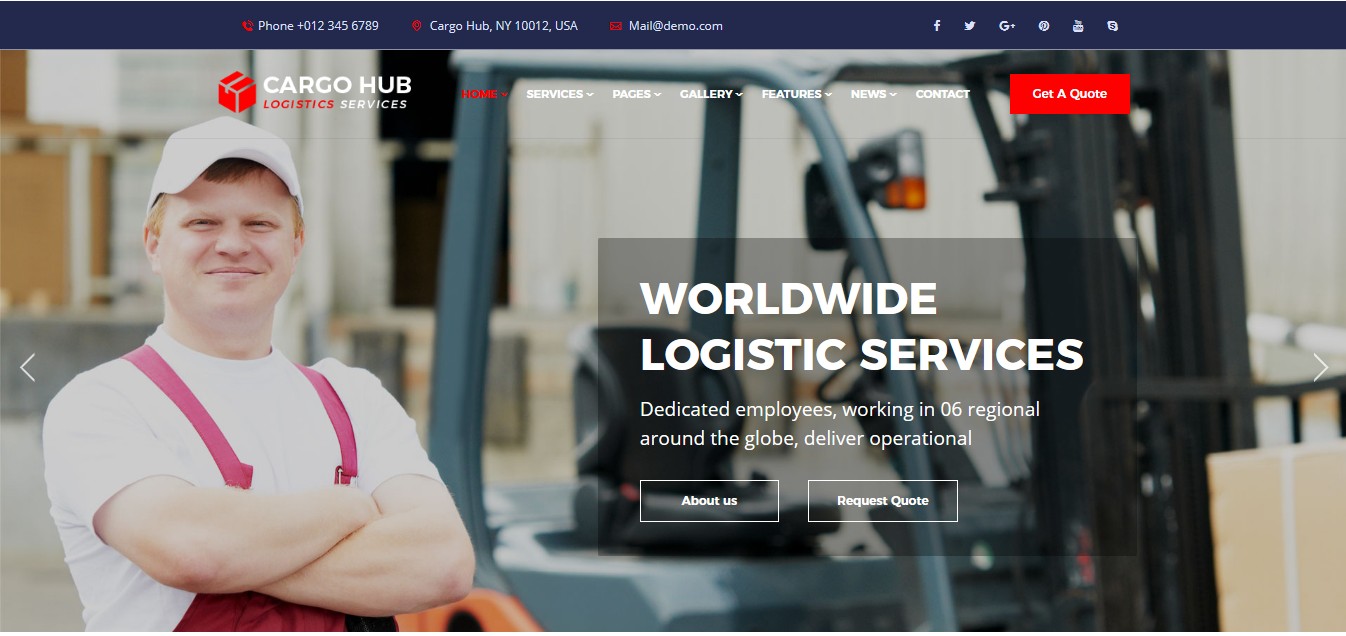 Phone +012 345 6789 Cargo Hub, NY 10012, USA Mail@demo.com
CARGO HUB
LOGISTICS SERVICES
HOME SERVICES PAGES GALLERY FEATURES NEWS CONTACT Get A Quote
WORLDWIDE
LOGISTIC SERVICES
Dedicated employees, working in 06 regional
around the globe, deliver operational
About us Request Quote